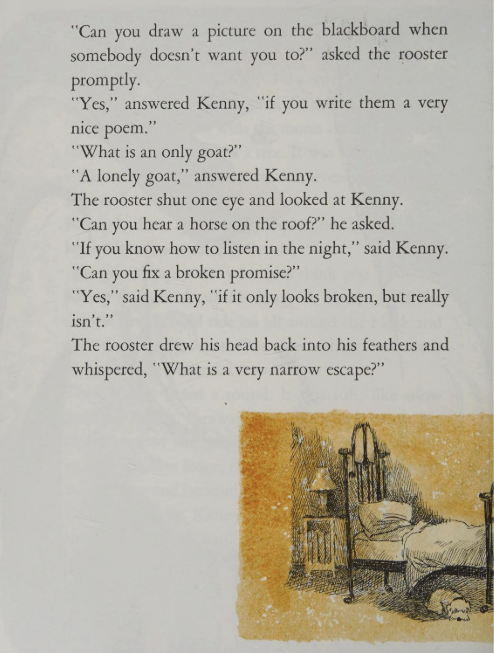 "Can you draw a picture on the blackboard when
somebody doesn't want you to?" asked the rooster
promptly.
"Yes," answered Kenny, "if you write them a very
nice poem."
"What is an only goat?"
"A lonely goat," answered Kenny.
The rooster shut one eye and looked at Kenny.
"Can you hear a horse on the roof?" he asked.
"If you know how to listen in the night," said Kenny.
"Can you fix a broken promise?"
"Yes," said Kenny, "if it only looks broken, but really
isn't."
The rooster drew his head back into his feathers and
whispered, "What is a very narrow escape?"